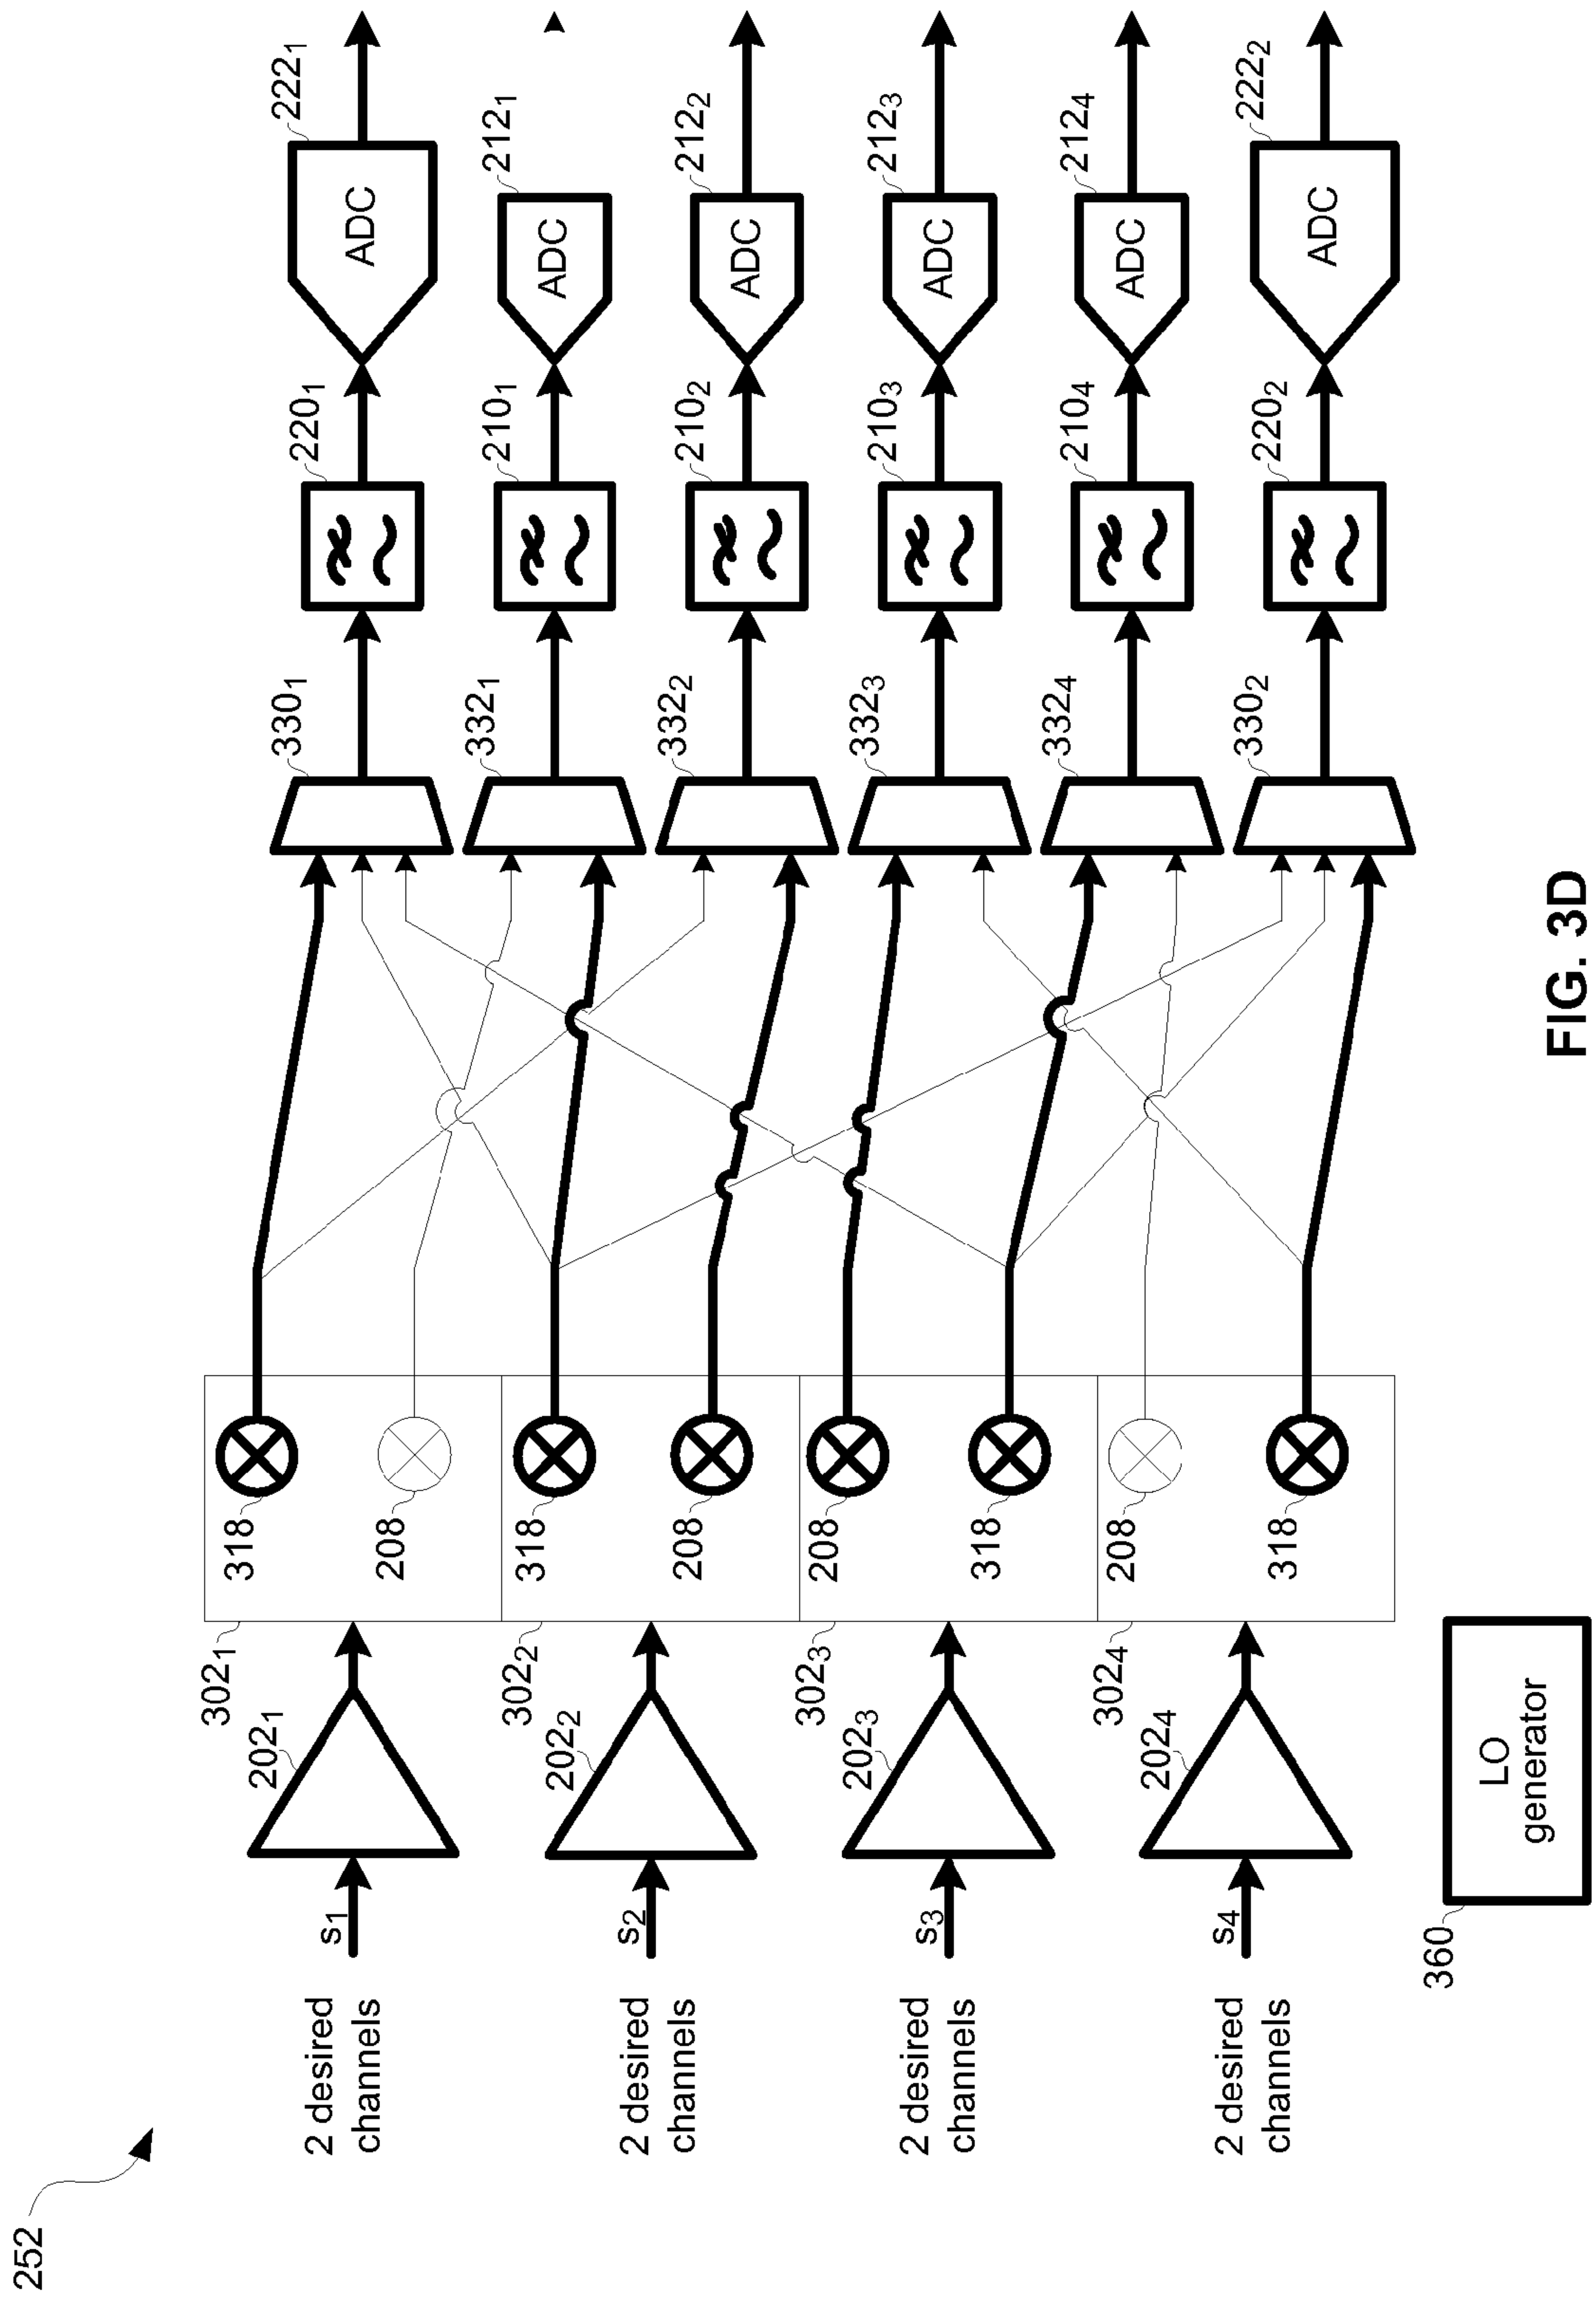 252
2 desired
channels
s1
2021
3021
318
208
3301
2201
ADC
2221
3321
2101
ADC
2121
2 desired
channels
s2
2022
3022
318
208
3322
2102
ADC
2122
2 desired
channels
s3
2023
3023
208
318
3323
2103
ADC
2123
3324
2104
ADC
2124
2 desired
channels
s4
2024
3024
208
318
3302
2202
ADC
2222
360
LO
generator
FIG. 3D